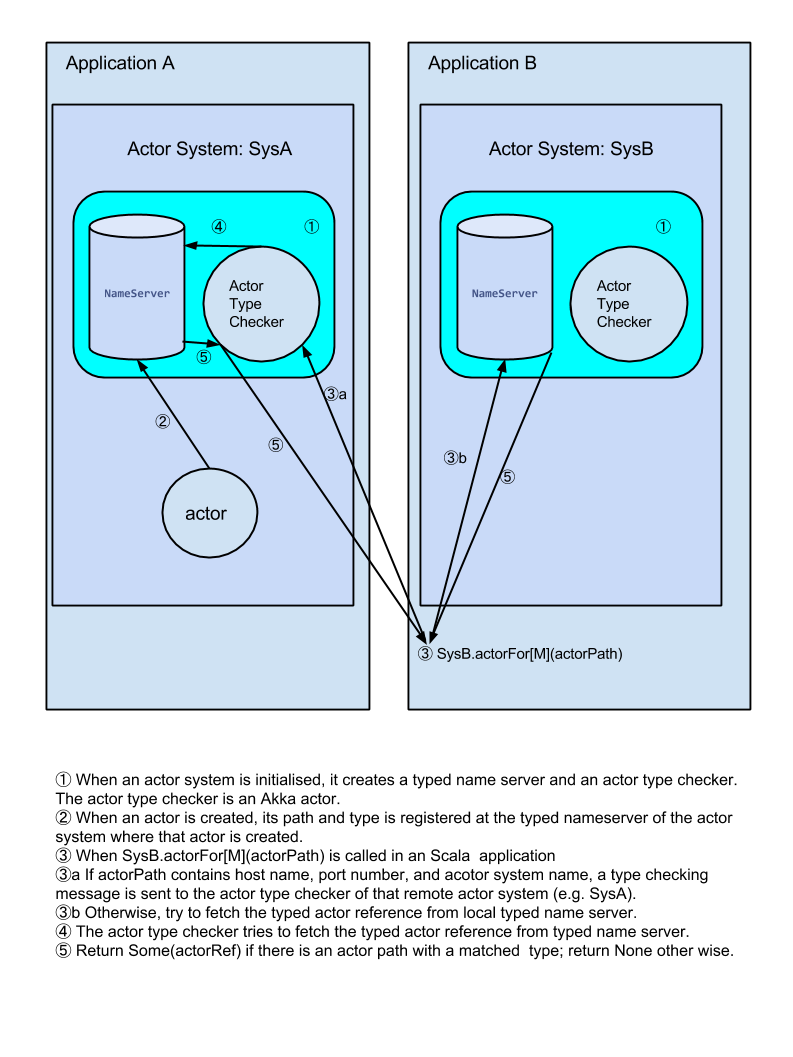 Application A
Application B
Actor System: SysA
Actor System: SysB
④
①
①
NameServer
Actor
Type
Checker
NameServer
Actor
Type
Checker
⑤
③a
②
⑤
③b
⑤
actor
③ SysB.actorFor[M](actorPath)
① When an actor system is initialised, it creates a typed name server and an actor type checker.
The actor type checker is an Akka actor.
② When an actor is created, its path and type is registered at the typed nameserver of the actor
system where that actor is created.
③ When SysB.actorFor[M](actorPath) is called in an Scala  application
③a If actorPath contains host name, port number, and acotor system name, a type checking
message is sent to the actor type checker of that remote actor system (e.g. SysA).
③b Otherwise, try to fetch the typed actor reference from local typed name server.
④ The actor type checker tries to fetch the typed actor reference from typed name server.
⑤ Return Some(actorRef) if there is an actor path with a matched  type; return None other wise.